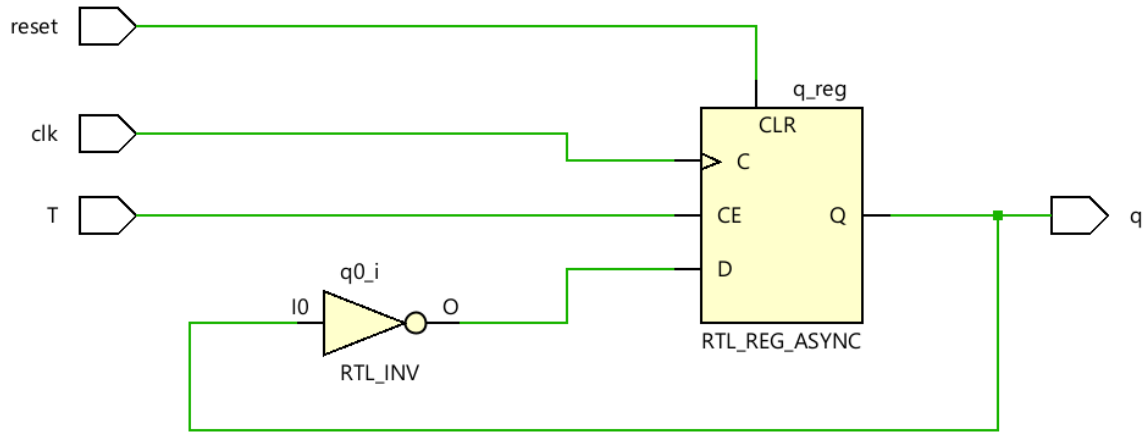 reset
q_reg
CLR
clk
C
T
CE
Q
q
D
q0_i
I0
O
RTL_REG_ASYNC
RTL_INV